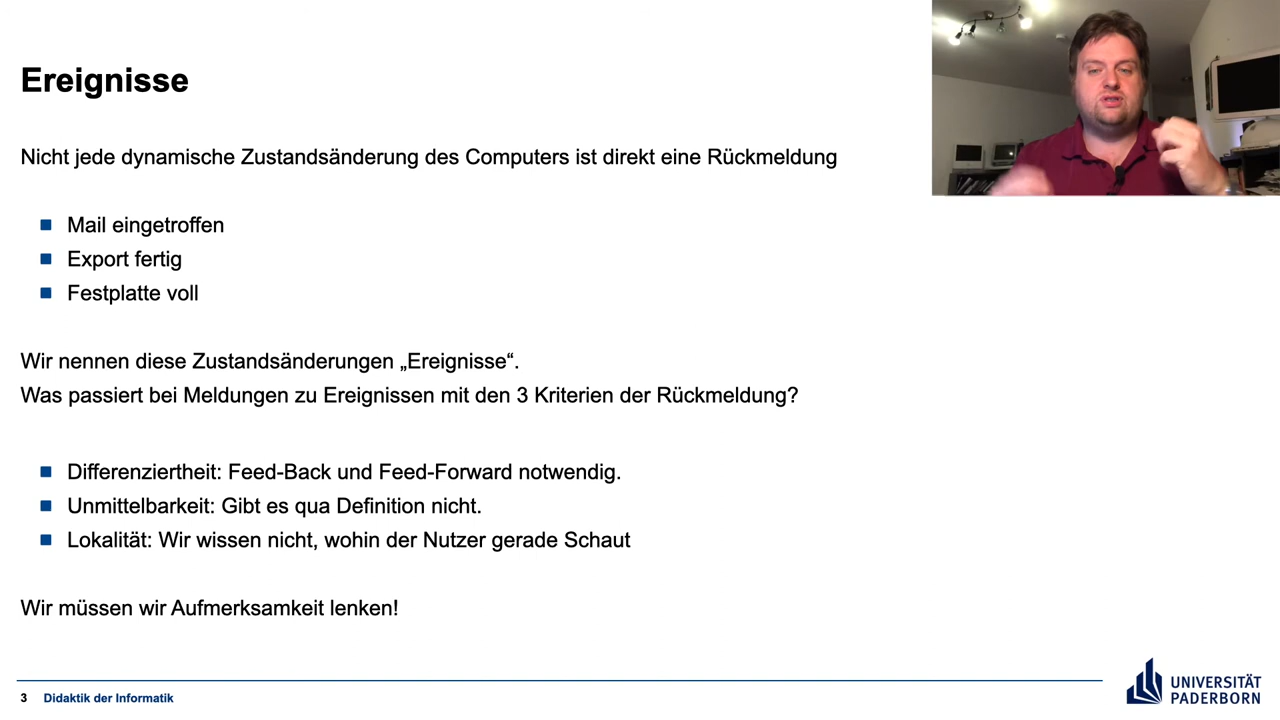 Ereignisse
Nicht jede dynamische Zustandsänderung des Computers ist direkt eine Rückmeldung
Mail eingetroffen
Export fertig
Festplatte voll
Wir nennen diese Zustandsänderungen „Ereignisse“.
Was passiert bei Meldungen zu Ereignissen mit den 3 Kriterien der Rückmeldung?
Differenziertheit: Feed-Back und Feed-Forward notwendig.
Unmittelbarkeit: Gibt es qua Definition nicht.
Lokalität: Wir wissen nicht, wohin der Nutzer gerade Schaut
Wir müssen wir Aufmerksamkeit lenken!
3 Didaktik der Informatik
UNIVERSITÄT
PADERBORN